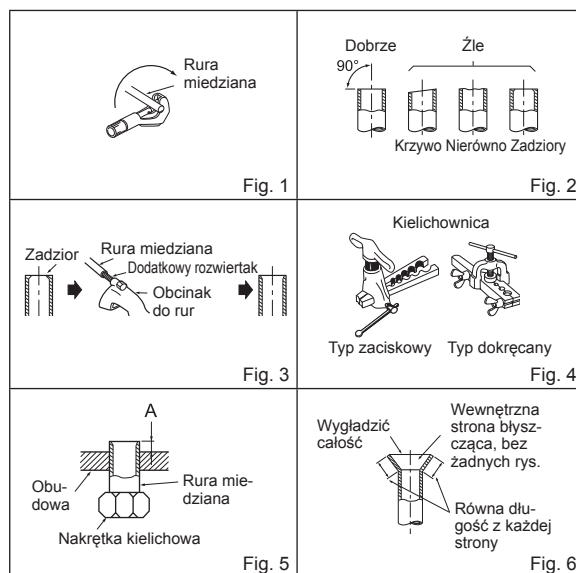 Rura
miedziana
Fig. 1
Dobrze
Źle
90°
Krzywo Nierówno Zadziory
Fig. 2
Zadzior
Rura miedziana
Dodatkowy rozwiertak
Obcinak
do rur
Fig. 3
Kielichownica
Typ zaciskowy
Typ dokręcany
Fig. 4
A
Obu-
dowa
Rura mie-
dziana
Nakrętka kielichowa
Fig. 5
Wygładzić
całość
Wewnętrzna
strona błysz-
cząca, bez
żadnych rys.
Równa dłu-
gość z każdej
strony
Fig. 6